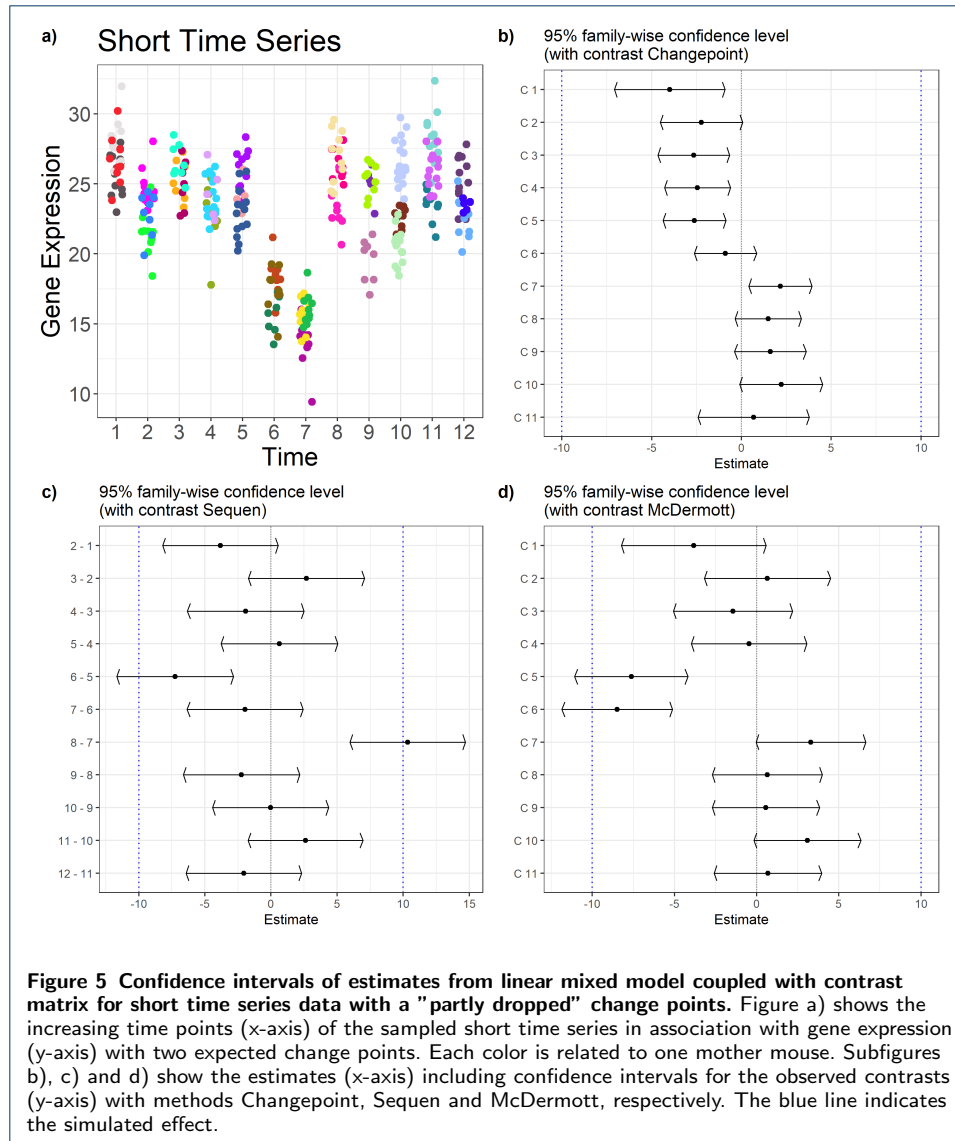 a)
Short Time Series
Gene Expression
30
25
20
15
10
1 2 3 4 5 6 7 8 9 10 11 12
Time
b)
95% family-wise confidence level
(with contrast Changepoint)
C 1
C 2
C 3
C 4
C 5
C 6
C 7
C 8
C 9
C 10
C 11
-10 -5 0 5 10
Estimate
c)
95% family-wise confidence level
(with contrast Sequen)
2 - 1
3 - 2
4 - 3
5 - 4
6 - 5
7 - 6
8 - 7
9 - 8
10 - 9
11 - 10
12 - 11
-10 -5 0 5 10 15
Estimate
d)
95% family-wise confidence level
(with contrast McDermott)
C 1
C 2
C 3
C 4
C 5
C 6
C 7
C 8
C 9
C 10
C 11
-10 -5 0 5 10
Estimate
Figure 5 Confidence intervals of estimates from linear mixed model coupled with contrast
matrix for short time series data with a "partly dropped" change points. Figure a) shows the
increasing time points (x-axis) of the sampled short time series in association with gene expression
(y-axis) with two expected change points. Each color is related to one mother mouse. Subfigures
b), c) and d) show the estimates (x-axis) including confidence intervals for the observed contrasts
(y-axis) with methods Changepoint, Sequen and McDermott, respectively. The blue line indicates
the simulated effect.